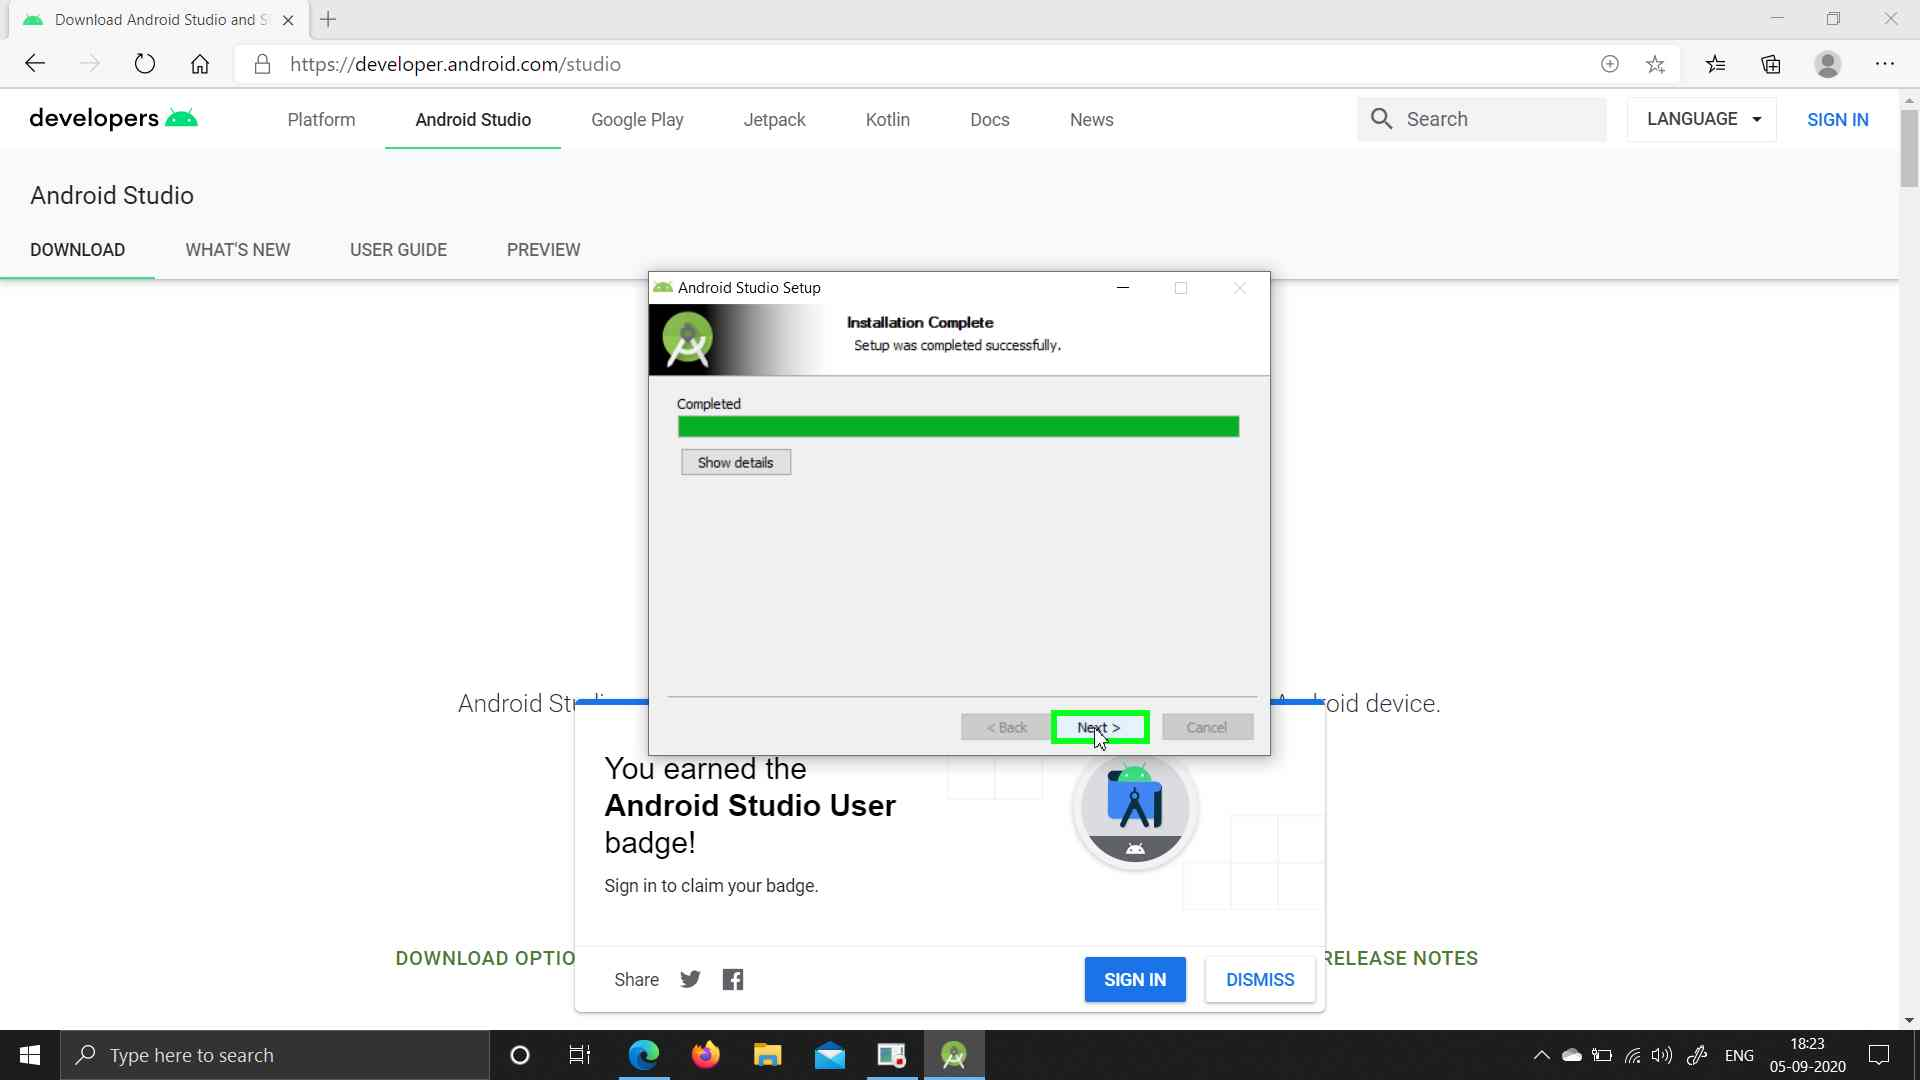 Download Android Studio and S
https://developer.android.com/studio
developers
Platform
Android Studio
Google Play
Jetpack
Kotlin
Docs
News
Search
LANGUAGE
SIGN IN
Android Studio
DOWNLOAD
WHAT'S NEW
USER GUIDE
PREVIEW
Android Studio Setup
Installation Complete
Setup was completed successfully.
Completed
Show details
< Back
Next >
Cancel
Android
oid device.
You earned the
Android Studio User
badge!
Sign in to claim your badge.
DOWNLOAD OPTIO
RELEASE NOTES
Share
SIGN IN
DISMISS
Type here to search
ENG
18:23
05-09-2020